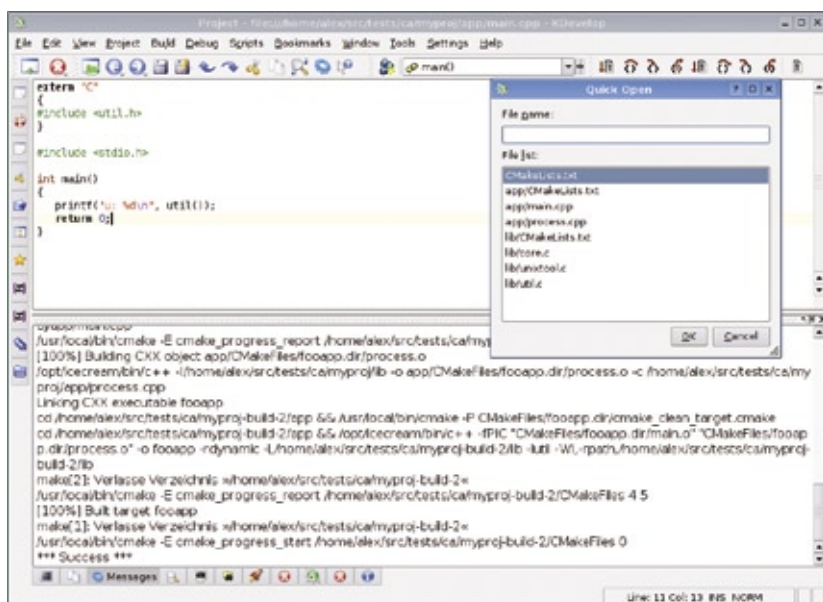 Project - file:///home/alex/src/tests/ca/myproj/app/main.cpp - KDevelop
File Edit View Project Build Debug Scripts Bookmarks Window Tools Settings Help
main()
extern "C"
{
#include <util.h>
}
#include <stdio.h>
int main()
{
printf("u: %d\n", util());
return 0;
}
Quick Open
File name:
File list:
CMakeLists.txt
app/CMakeLists.txt
app/main.cpp
app/process.cpp
lib/CMakeLists.txt
lib/core.c
lib/unixtool.c
lib/util.c
OK Cancel
/usr/local/bin/cmake -E cmake_progress_report /home/alex/src/tests/ca/myp
[100%] Building CXX object app/CMakeFiles/fooapp.dir/process.o
/opt/icecream/bin/c++ -I/home/alex/src/tests/ca/myproj/lib -o app/CMakeFiles/fooapp.dir/process.o -c /home/alex/src/tests/ca/my
proj/app/process.cpp
Linking CXX executable fooapp
cd /home/alex/src/tests/ca/myproj-build-2/app && /usr/local/bin/cmake -P CMakeFiles/fooapp.dir/cmake_clean_target.cmake
cd /home/alex/src/tests/ca/myproj-build-2/app && /opt/icecream/bin/c++ -fPIC "CMakeFiles/fooapp.dir/main.o" "CMakeFiles/fooap
p.dir/process.o" -o fooapp -rdynamic -L/home/alex/src/tests/ca/myproj-build-2/lib -lutil -Wl,-rpath,/home/alex/src/tests/ca/myproj-
build-2/lib
make[2]: Verlasse Verzeichnis »/home/alex/src/tests/ca/myproj-build-2«
/usr/local/bin/cmake -E cmake_progress_report /home/alex/src/tests/ca/myproj-build-2/CMakeFiles 4 5
[100%] Built target fooapp
make[1]: Verlasse Verzeichnis »/home/alex/src/tests/ca/myproj-build-2«
/usr/local/bin/cmake -E cmake_progress_start /home/alex/src/tests/ca/myproj-build-2/CMakeFiles 0
*** Success ***
Messages
Line: 11 Col: 13 INS NORM